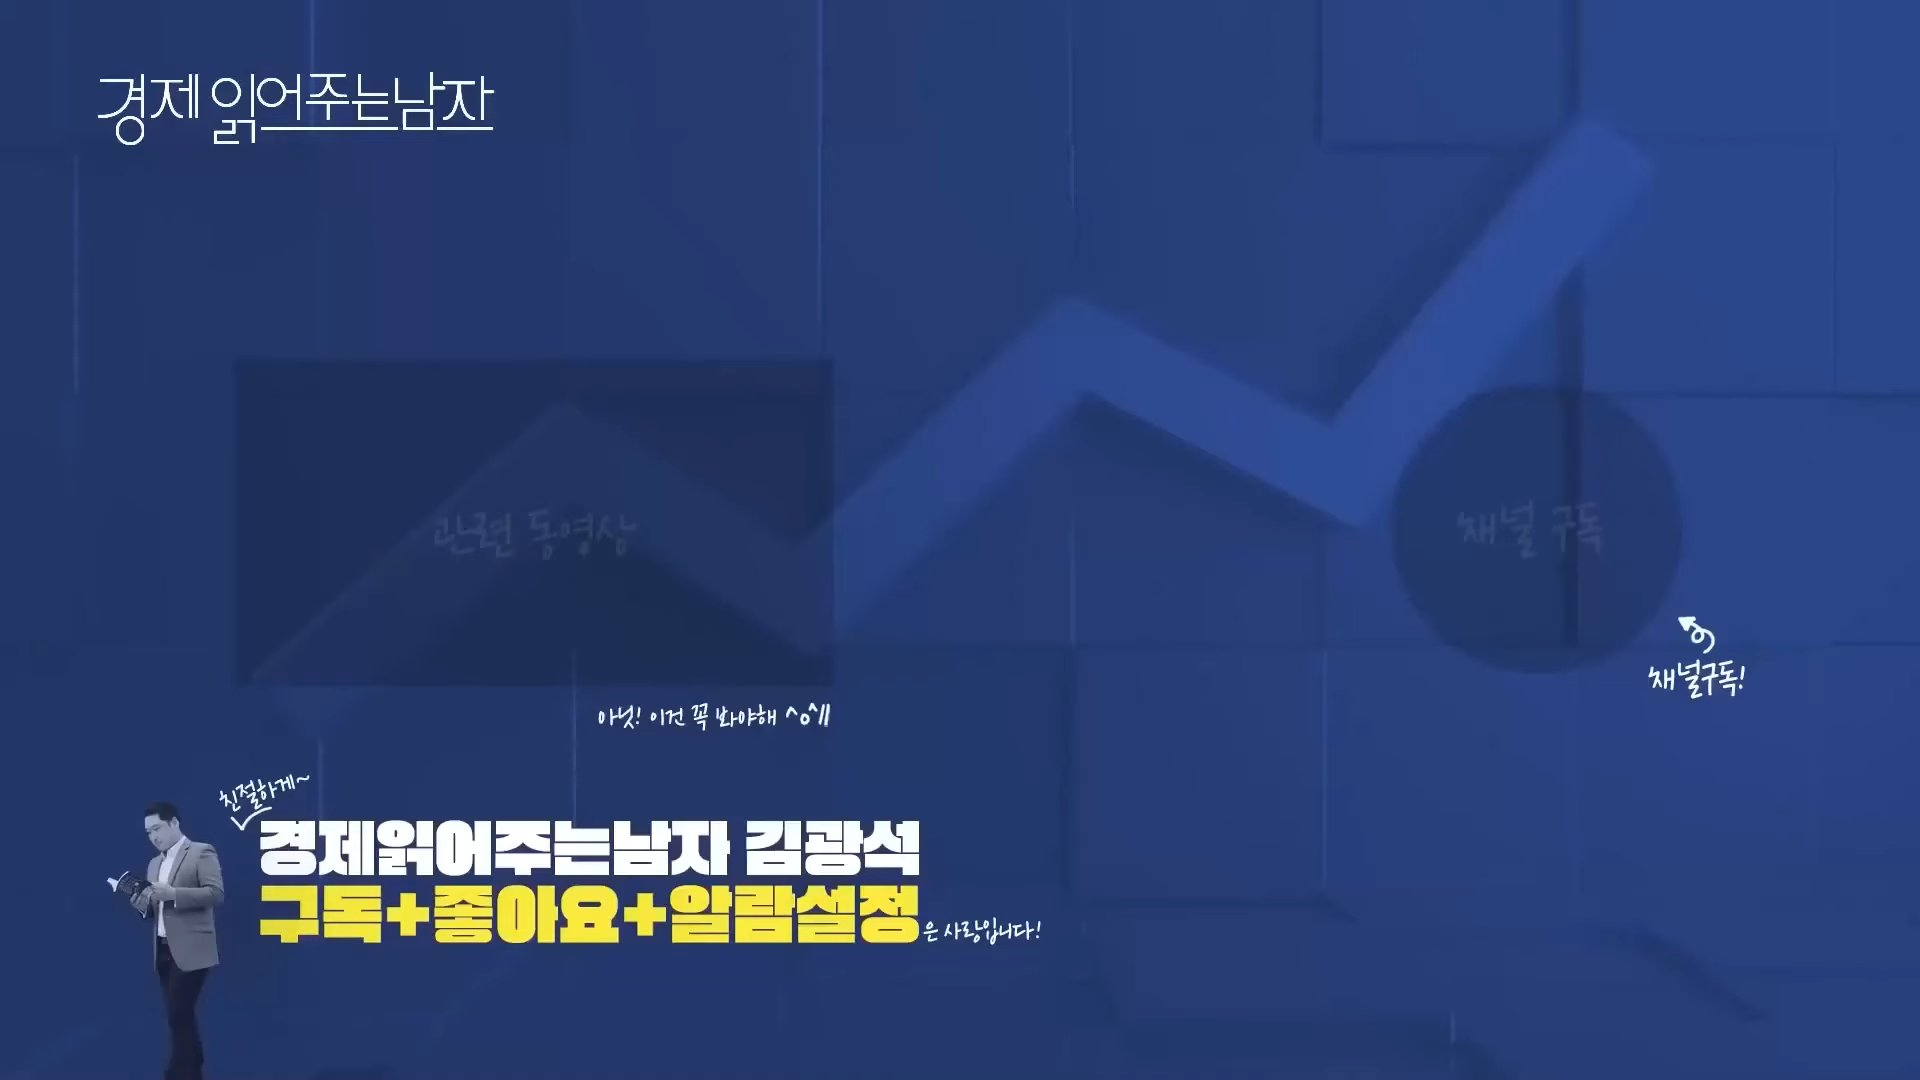 경제 읽어주는남자
관련 동영상
채널 구독
채널구독!
아닛! 이건 꼭 봐야해 ^o^//
친절하게~
경제읽어주는남자 김광석
구독+좋아요+알람설정은 사랑입니다!